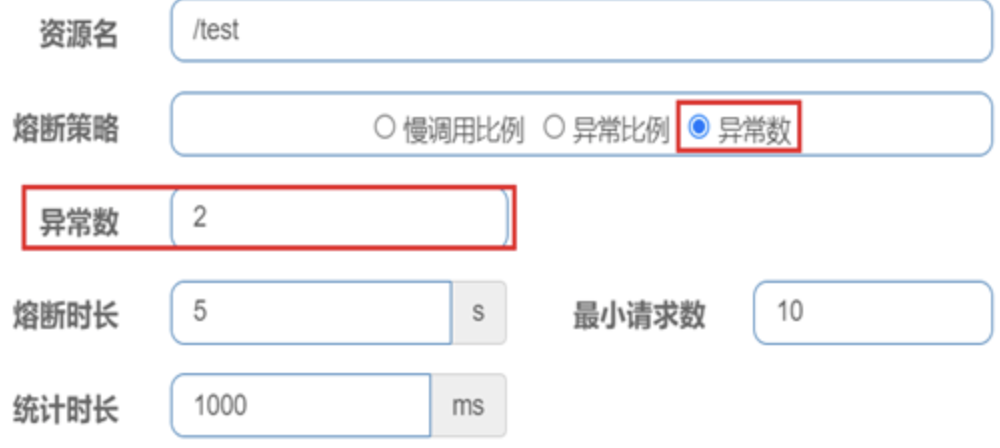 资源名 /test
熔断策略 慢调用比例 异常比例 异常数
异常数 2
熔断时长 5 s 最小请求数 10
统计时长 1000 ms